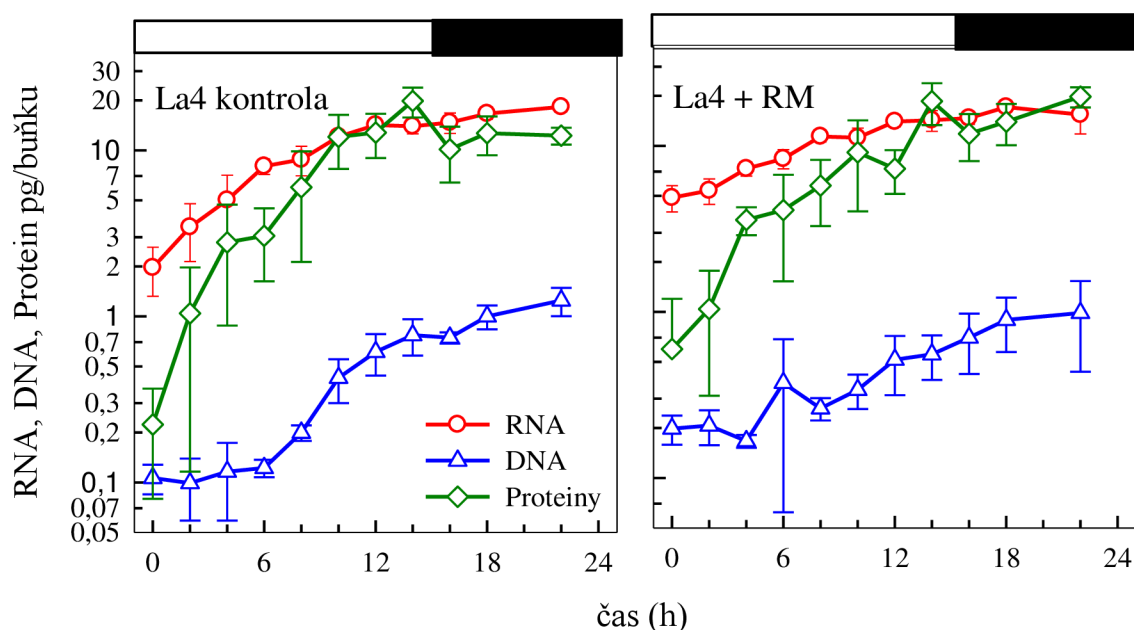 La4 kontrola
La4 + RM
RNA, DNA, Protein pg/buňku
30
20
10
7
5
3
2
1
0,7
0,5
0,3
0,2
0,1
0,07
0,05
RNA
DNA
Proteiny
0 6 12 18 24
0 6 12 18 24
čas (h)